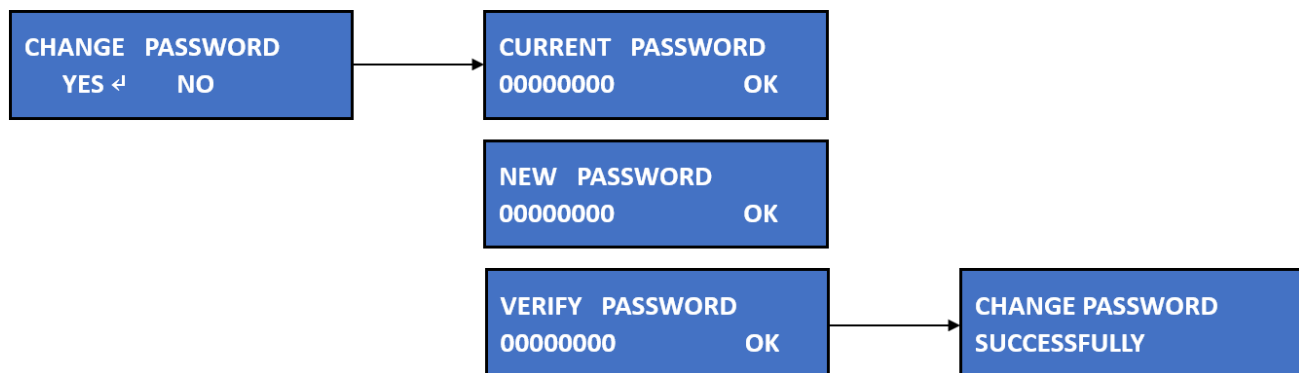 CHANGE PASSWORD
YES ↵ NO
CURRENT PASSWORD
00000000 OK
NEW PASSWORD
00000000 OK
VERIFY PASSWORD
00000000 OK
CHANGE PASSWORD
SUCCESSFULLY